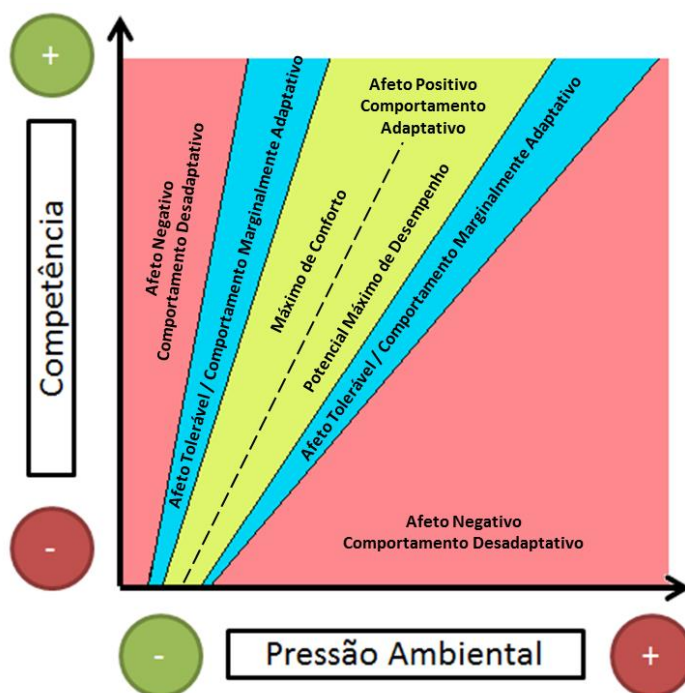 +
Competência
-
Afeto Negativo
Comportamento Desadaptativo
Afeto Tolerável / Comportamento Marginalmente Adaptativo
Afeto Positivo
Comportamento
Adaptativo
Máximo de Conforto
Potencial Máximo de Desempenho
Afeto Tolerável / Comportamento Marginalmente Adaptativo
Afeto Negativo
Comportamento Desadaptativo
-
Pressão Ambiental
+